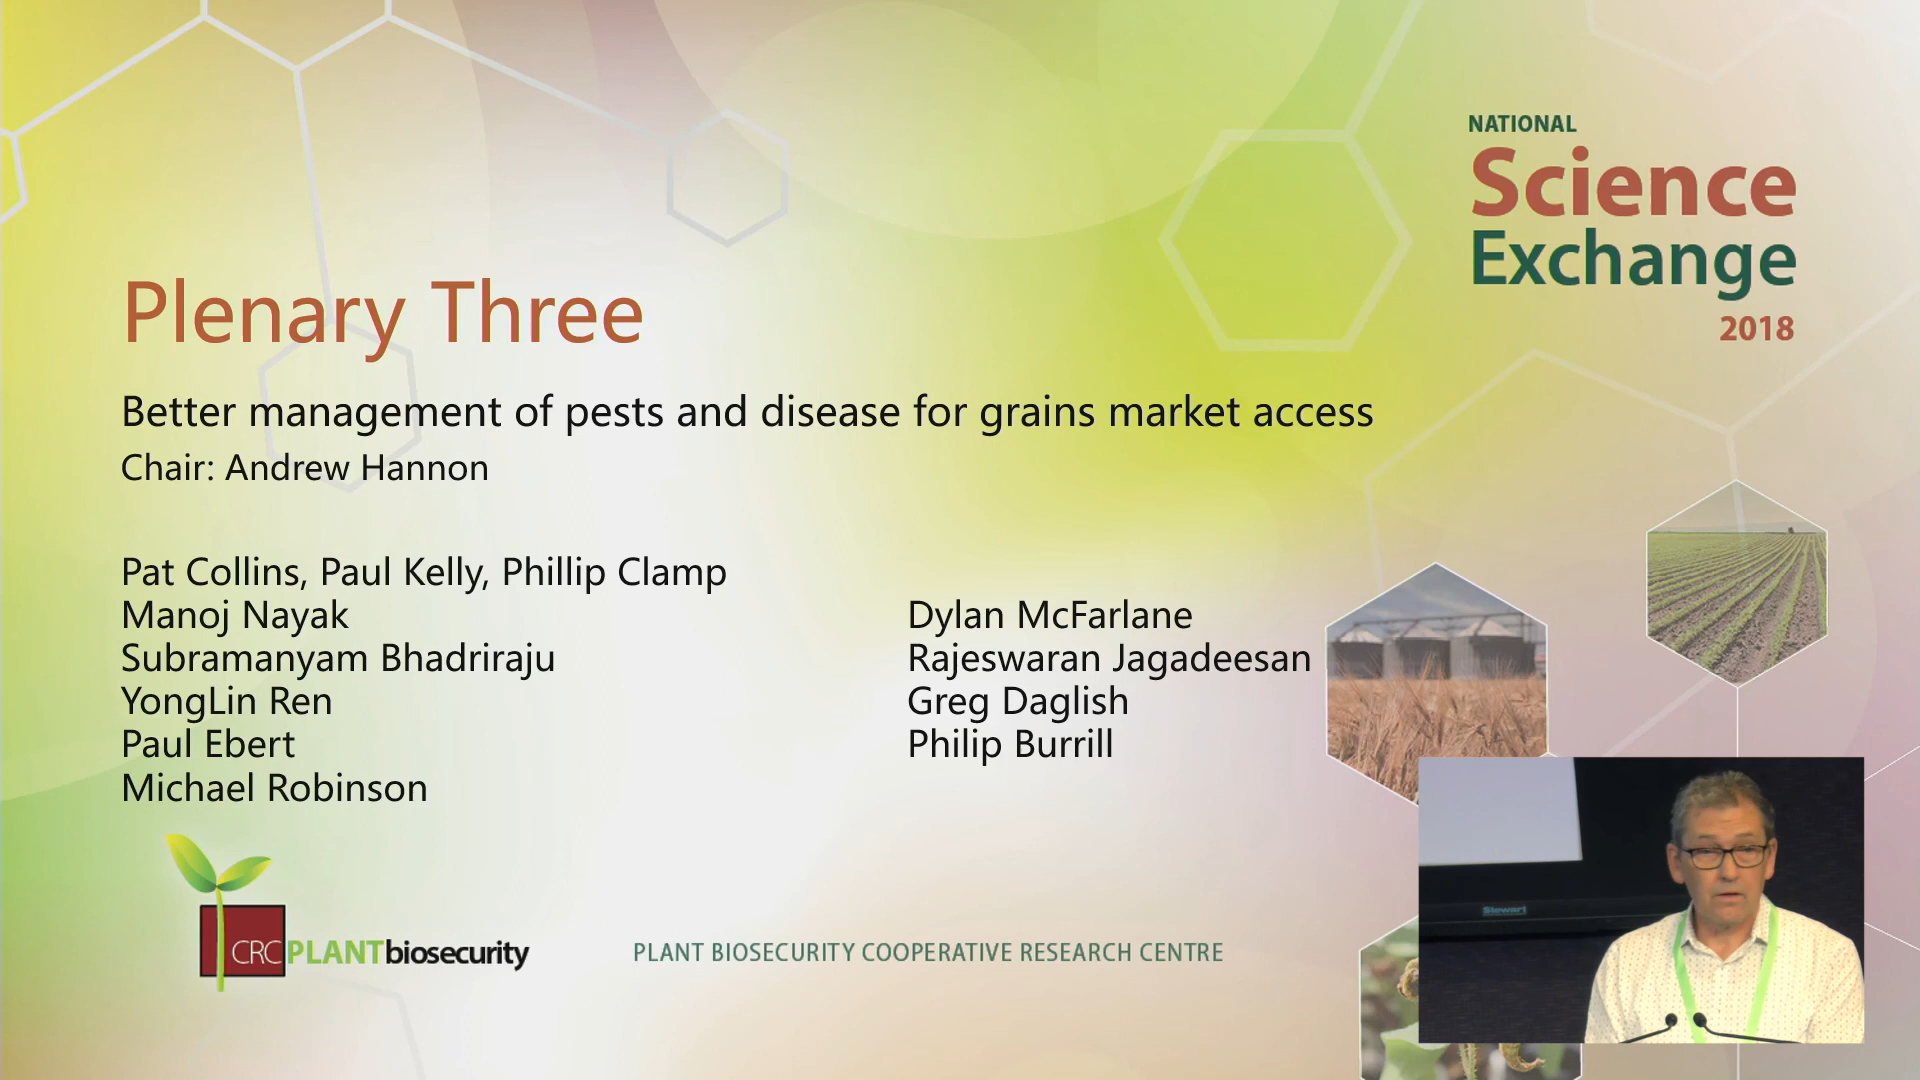 NATIONAL
Science
Exchange
2018
Plenary Three
Better management of pests and disease for grains market access
Chair: Andrew Hannon
Pat Collins, Paul Kelly, Phillip Clamp
Manoj Nayak
Subramanyam Bhadriraju
YongLin Ren
Paul Ebert
Michael Robinson
Dylan McFarlane
Rajeswaran Jagadeesan
Greg Daglish
Philip Burrill
CRC PLANTbiosecurity
PLANT BIOSECURITY COOPERATIVE RESEARCH CENTRE
Stewart